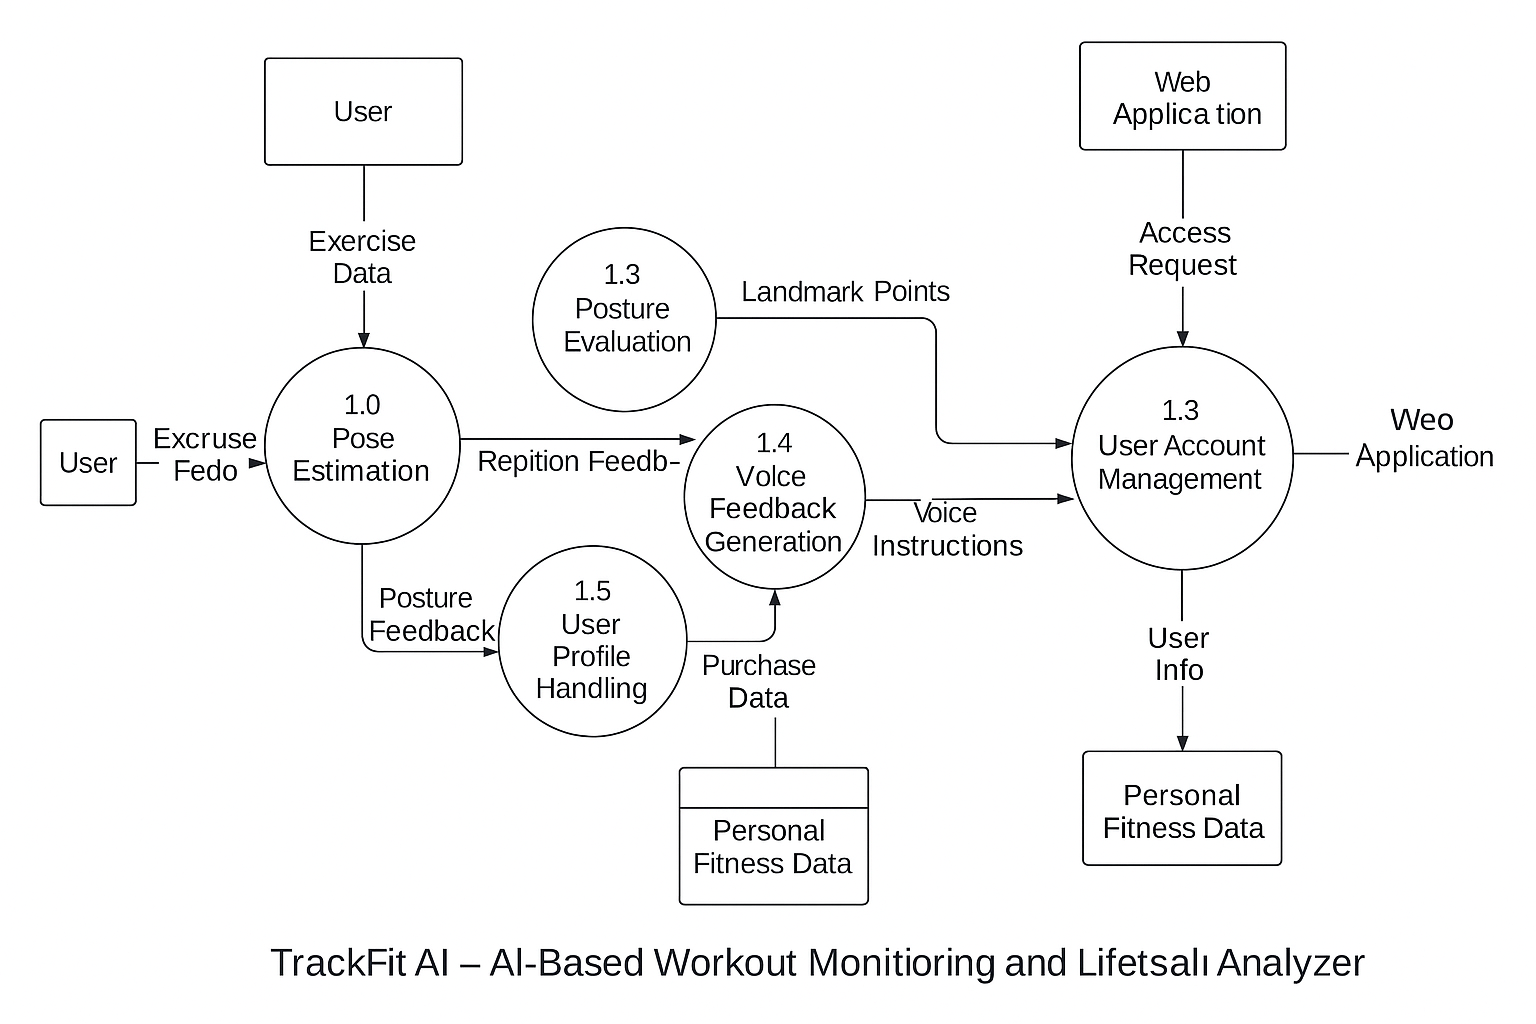 User
Web
Application
Exercise
Data
Access
Request
1.3
Posture
Evaluation
Landmark Points
1.0
Pose
Estimation
User
Excruse
Fedo
Repition Feedb-
1.4
Volce
Feedback
Generation
1.3
User Account
Management
Weo
Application
Voice
Instructions
Posture
Feedback
1.5
User
Profile
Handling
Purchase
Data
User
Info
Personal
Fitness Data
Personal
Fitness Data
TrackFit AI – Al-Based Workout Monitioring and Lifetsalı Analyzer